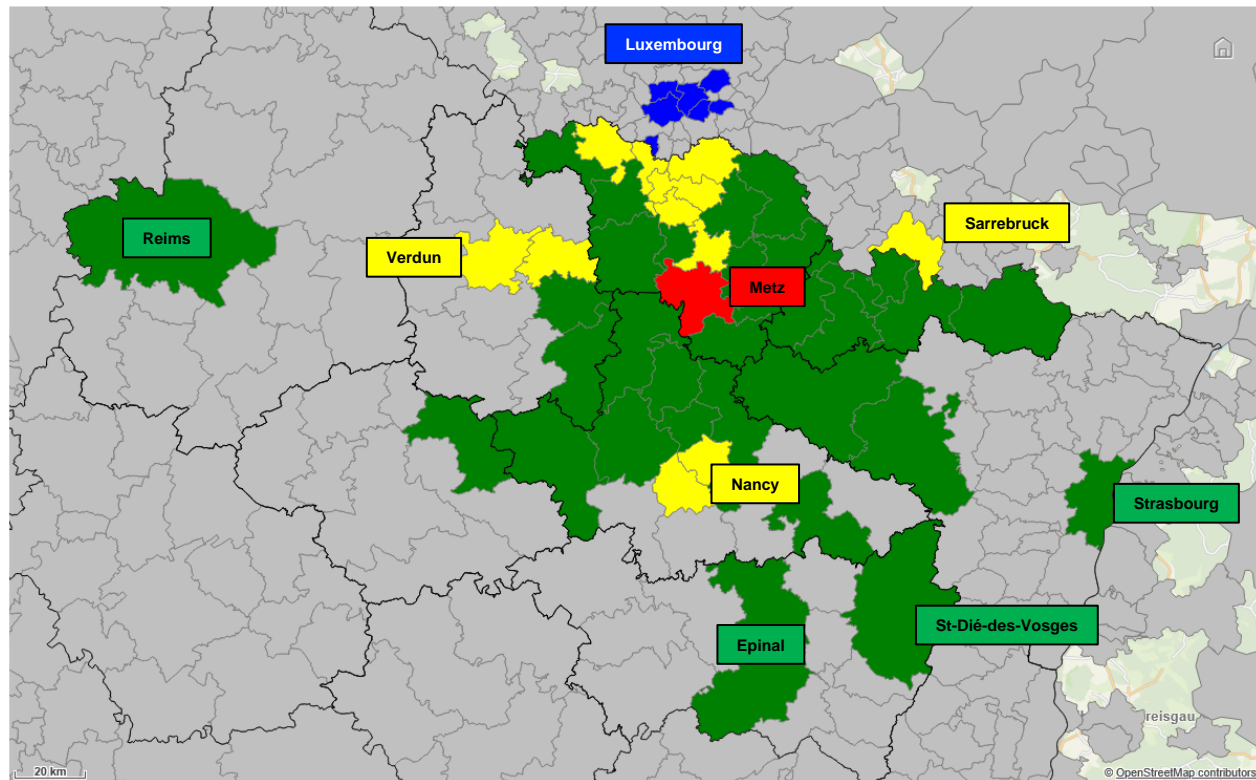 Luxembourg
Reims
Verdun
Sarrebruck
Metz
Nancy
Strasbourg
St-Dié-des-Vosges
Epinal
reisgau
20 km
© OpenStreetMap contributors